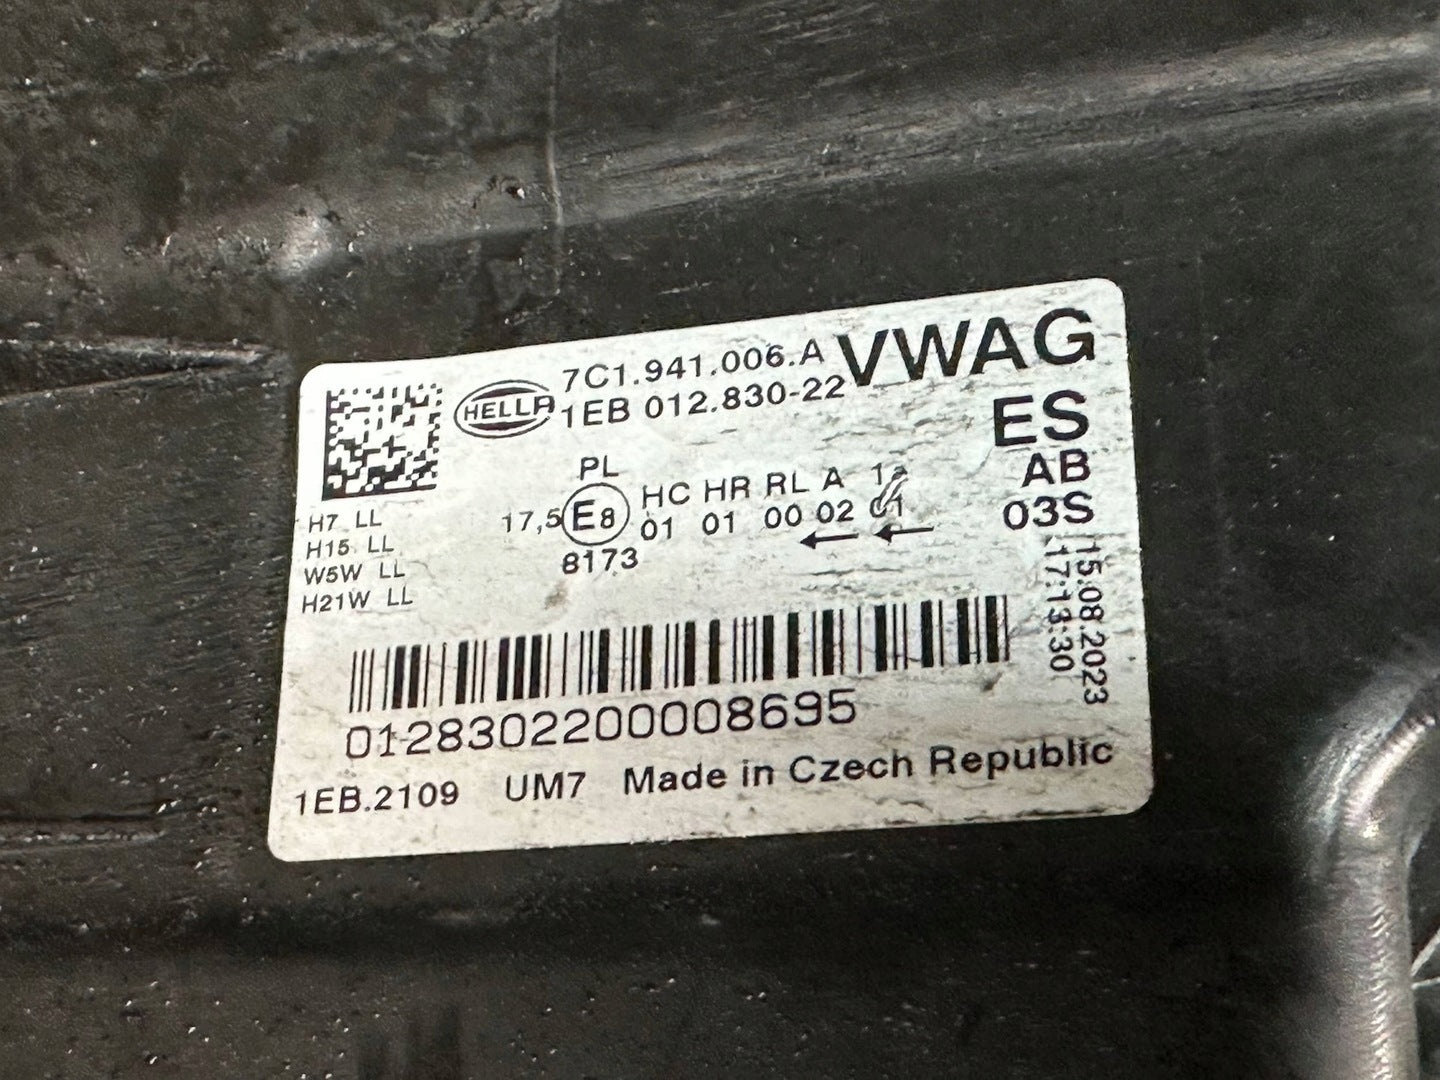 7C1.941.006.A VWAG
HELLA 1EB 012.830-22
ES
PL
HC HR RL A 1a AB
17,5 E8 01 01 00 02 01 03S
8173
H7 LL
H15 LL
W5W LL
H21W LL
15.08.2023
17:13:30
0128302200008695
1EB.2109 UM7 Made in Czech Republic